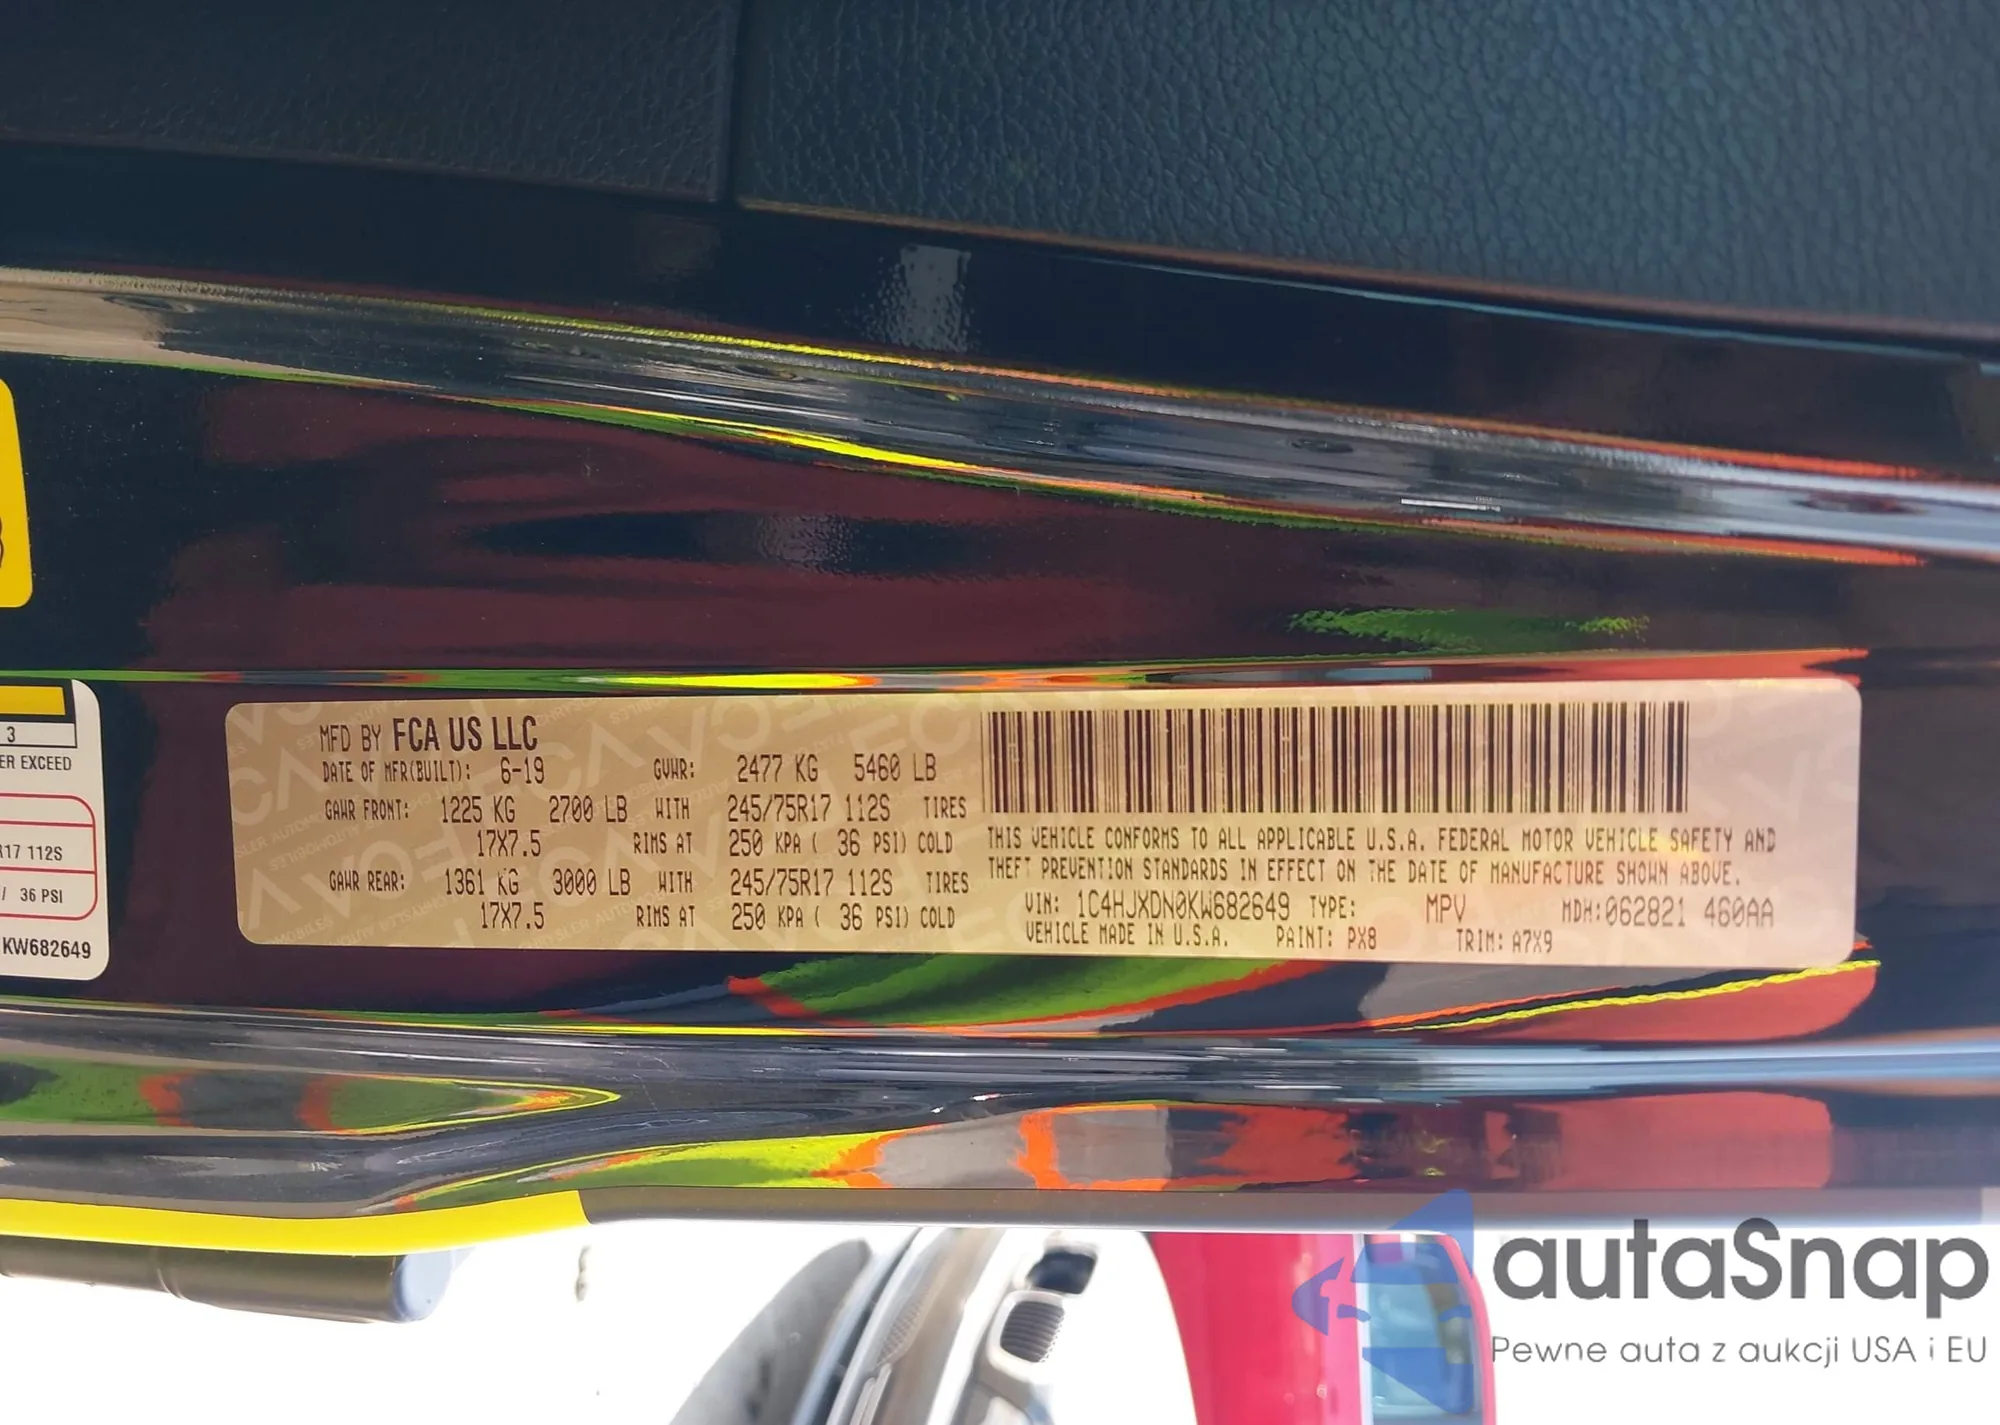 3
ER EXCEED
R17 112S
/ 36 PSI
KW682649
MFD BY FCA US LLC
DATE OF MFR(BUILT): 6-19 GVWR: 2477 KG 5460 LB
GAWR FRONT: 1225 KG 2700 LB WITH 245/75R17 112S TIRES
17X7.5 RIMS AT 250 KPA ( 36 PSI) COLD
GAWR REAR: 1361 KG 3000 LB WITH 245/75R17 112S TIRES
17X7.5 RIMS AT 250 KPA ( 36 PSI) COLD
THIS VEHICLE CONFORMS TO ALL APPLICABLE U.S.A. FEDERAL MOTOR VEHICLE SAFETY AND
THEFT PREVENTION STANDARDS IN EFFECT ON THE DATE OF MANUFACTURE SHOWN ABOVE.
VIN: 1C4HJXDN0KW682649 TYPE: MPV MDH:062821 460AA
VEHICLE MADE IN U.S.A. PAINT: PX8 TRIM: A7X9
autaSnap
Pewne auta z aukcji USA i EU